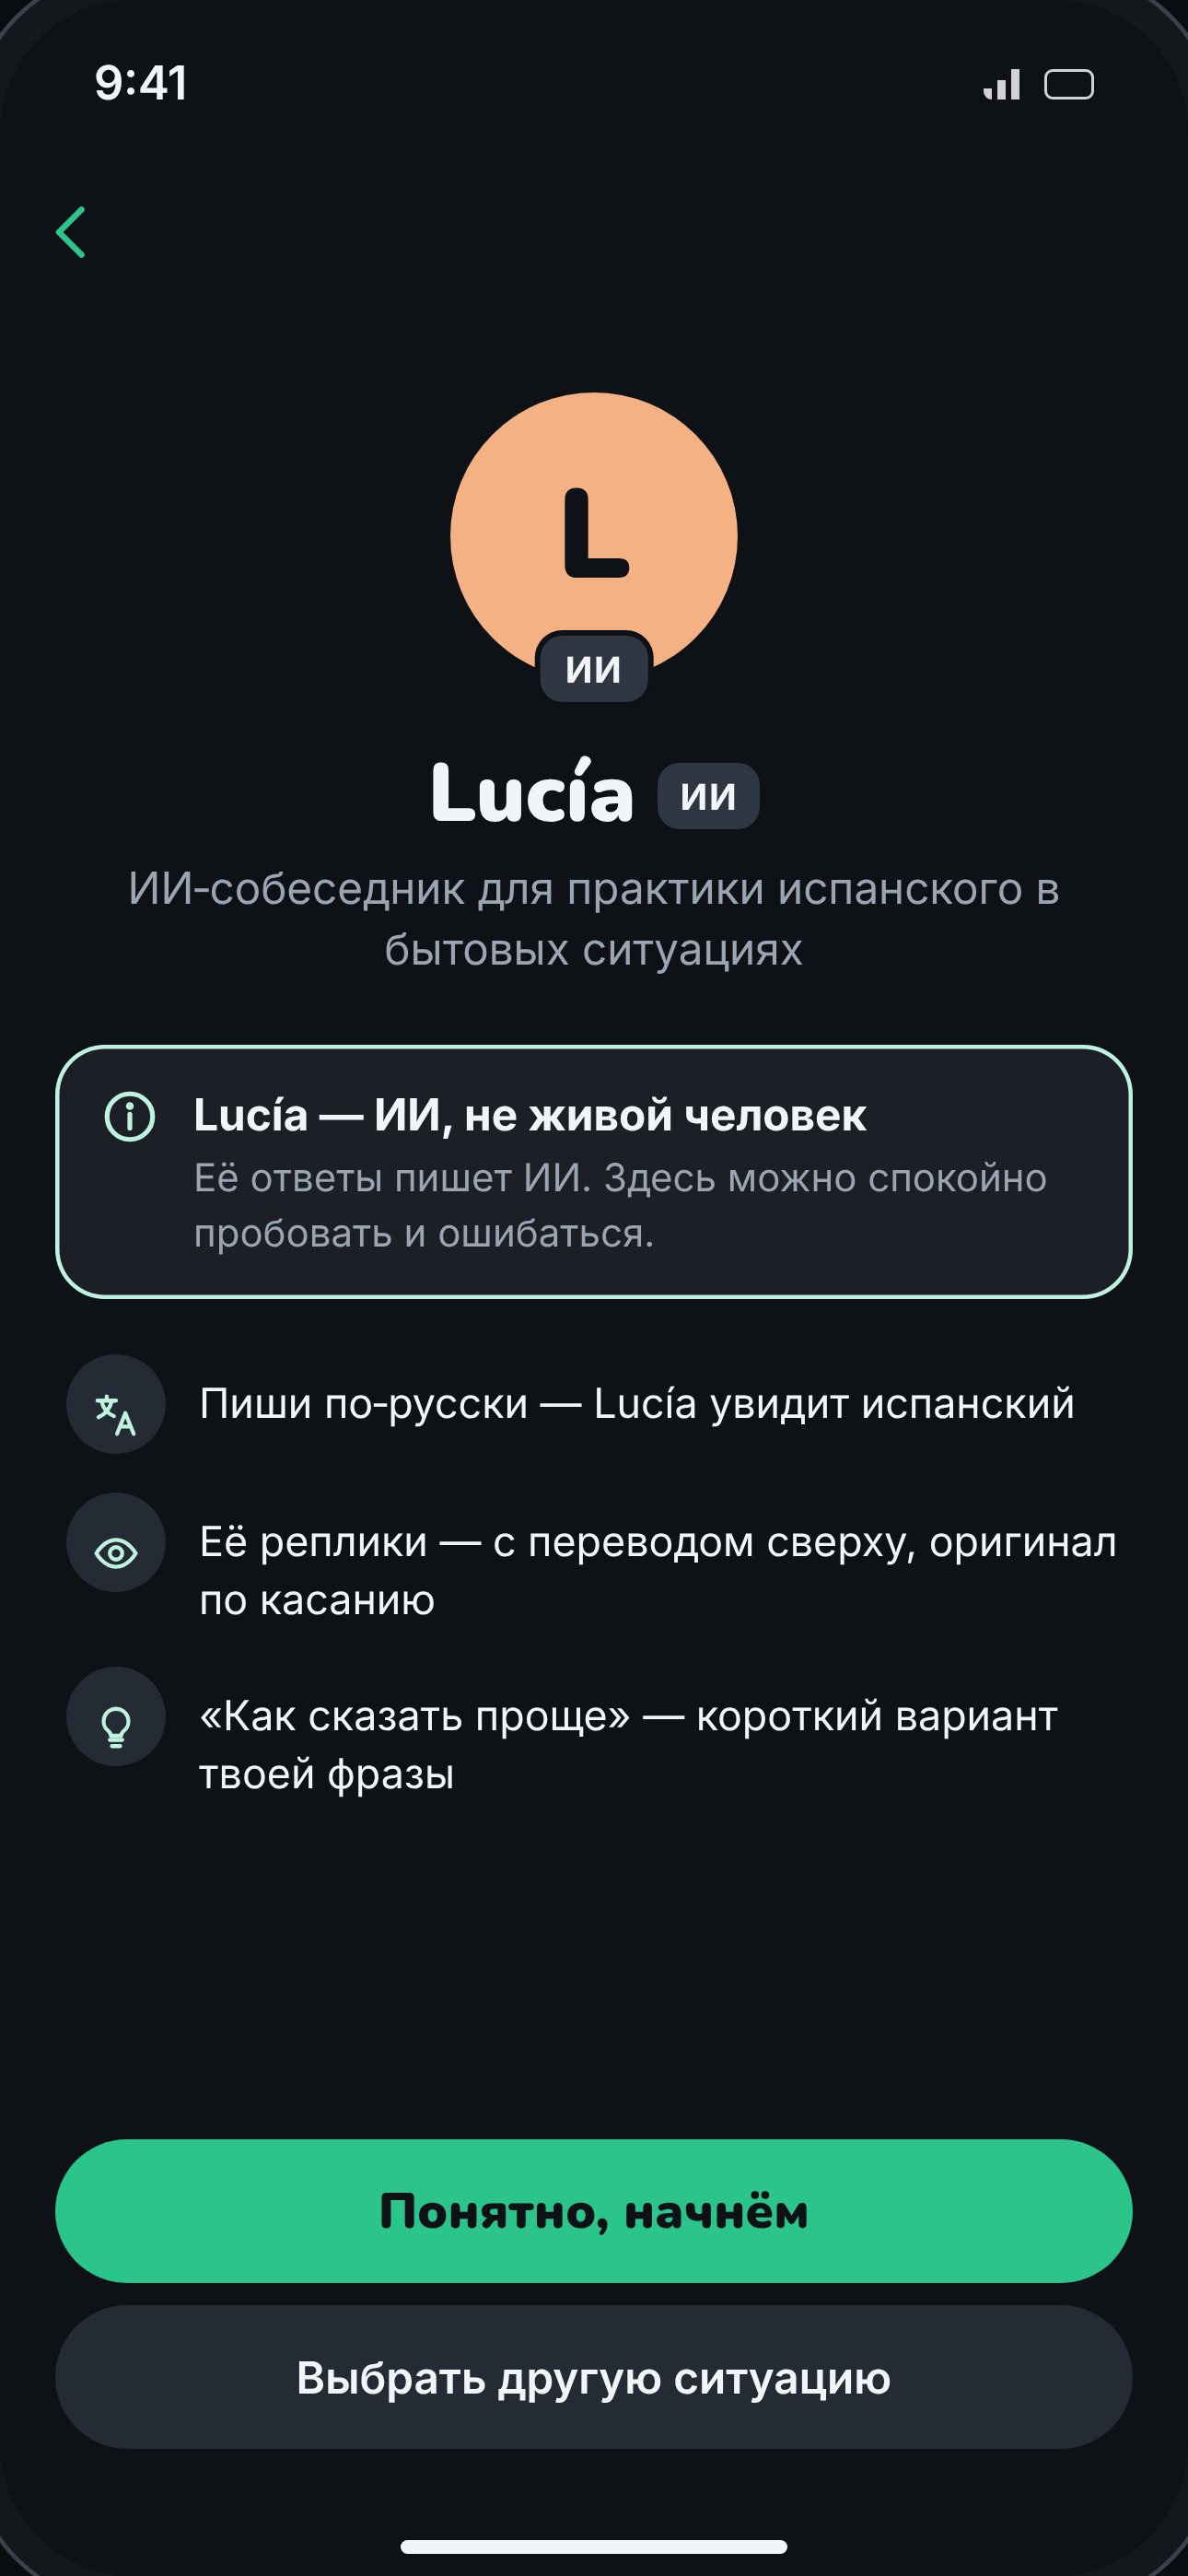 9:41
L
ИИ
Lucía ИИ
ИИ-собеседник для практики испанского в
бытовых ситуациях
Lucía — ИИ, не живой человек
Её ответы пишет ИИ. Здесь можно спокойно
пробовать и ошибаться.
Пиши по-русски — Lucía увидит испанский
Её реплики — с переводом сверху, оригинал
по касанию
«Как сказать проще» — короткий вариант
твоей фразы
Понятно, начнём
Выбрать другую ситуацию